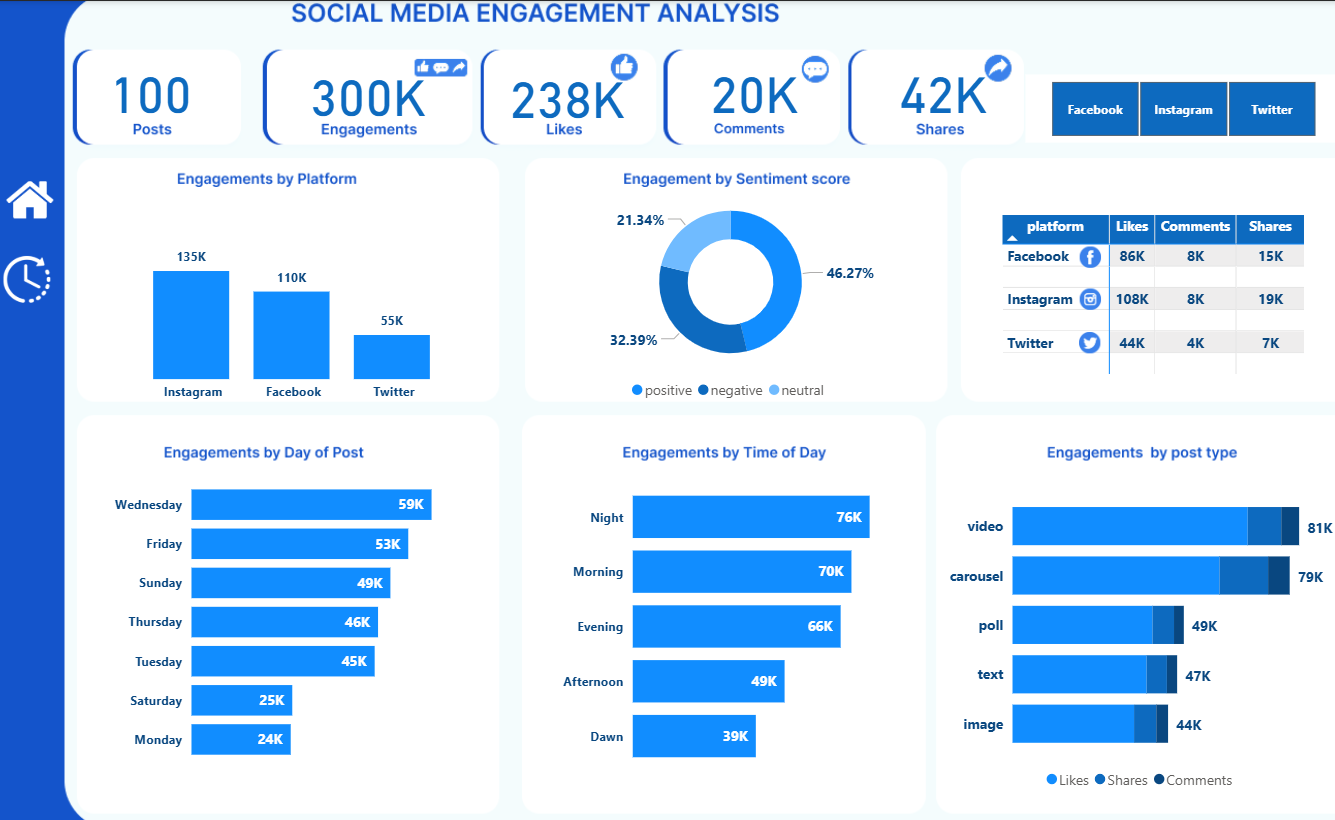 SOCIAL MEDIA ENGAGEMENT ANALYSIS
100
Posts
300K
Engagements
238K
Likes
20K
Comments
42K
Shares
Facebook Instagram Twitter
Engagements by Platform
135K
110K
55K
Instagram Facebook Twitter
Engagement by Sentiment score
21.34%
46.27%
32.39%
positive negative neutral
platform Likes Comments Shares
Facebook 86K 8K 15K
Instagram 108K 8K 19K
Twitter 44K 4K 7K
Engagements by Day of Post
Wednesday 59K
Friday 53K
Sunday 49K
Thursday 46K
Tuesday 45K
Saturday 25K
Monday 24K
Engagements by Time of Day
Night 76K
Morning 70K
Evening 66K
Afternoon 49K
Dawn 39K
Engagements by post type
video 81K
carousel 79K
poll 49K
text 47K
image 44K
Likes Shares Comments